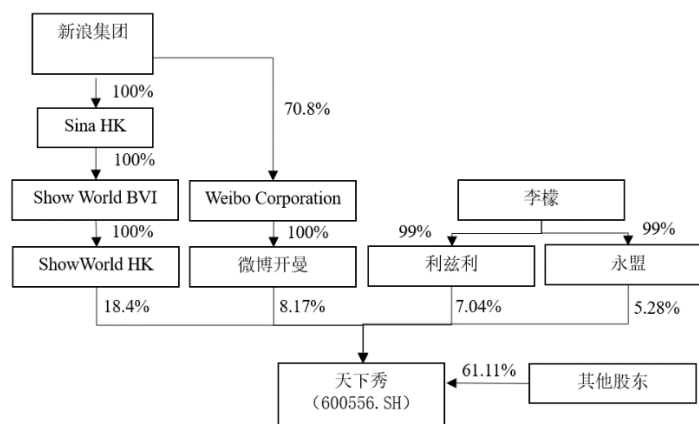 新浪集团
100%
70.8%
Sina HK
100%
Show World BVI
Weibo Corporation
李檬
100%
100%
99%
99%
ShowWorld HK
微博开曼
利兹利
永盟
18.4%
8.17%
7.04%
5.28%
天下秀
(600556.SH)
61.11%
其他股东